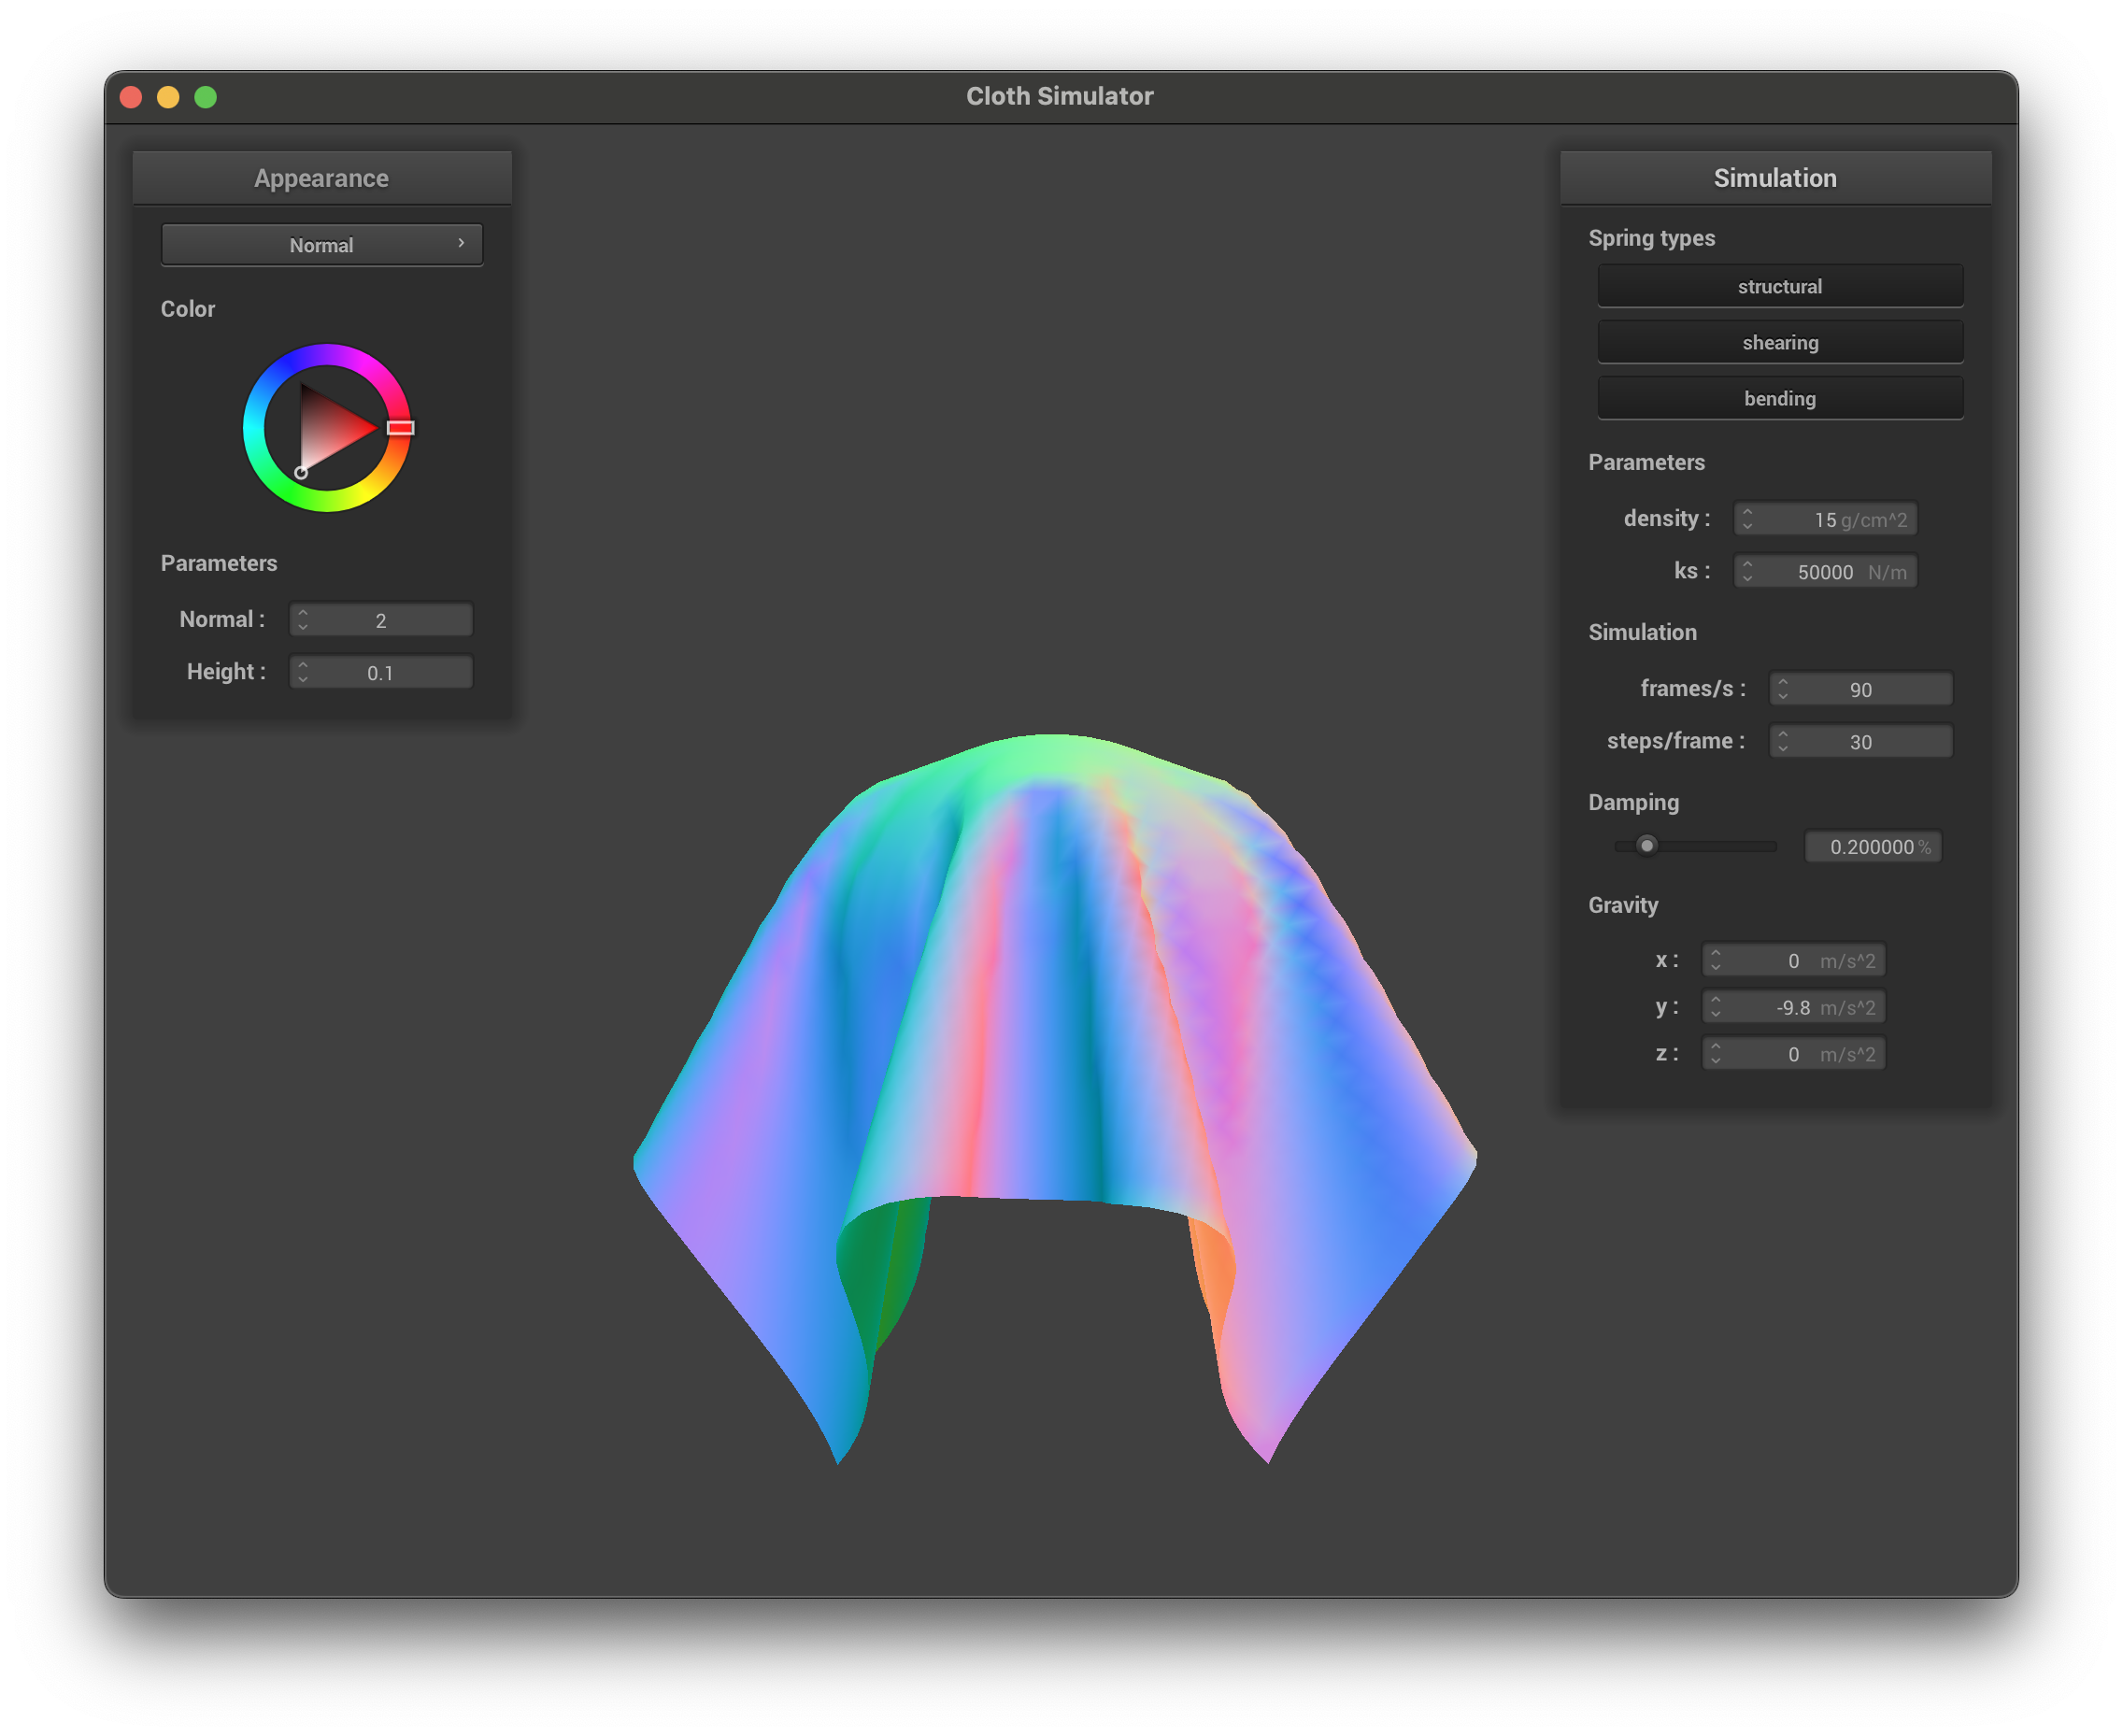 Cloth Simulator
Appearance
Normal
Color
Parameters
Normal : 2
Height : 0.1
Simulation
Spring types
structural
shearing
bending
Parameters
density : 15 g/cm^2
ks : 50000 N/m
Simulation
frames/s : 90
steps/frame : 30
Damping
0.200000 %
Gravity
x : 0 m/s^2
y : -9.8 m/s^2
z : 0 m/s^2